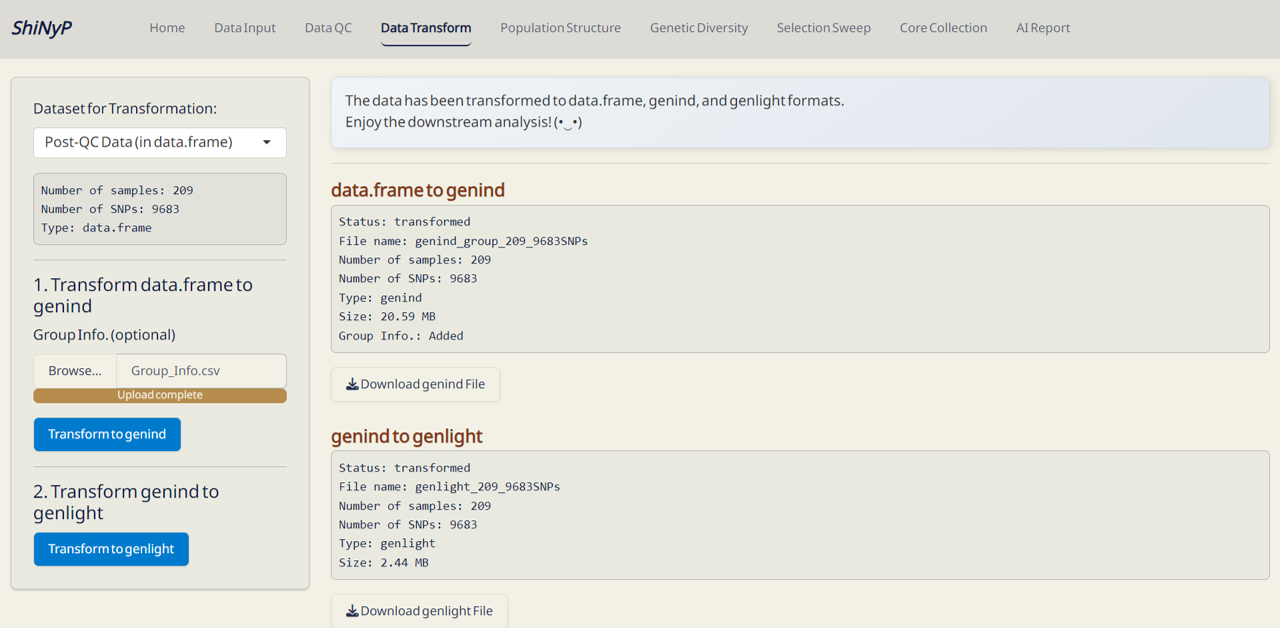 ShiNyP
Home Data Input Data QC Data Transform Population Structure Genetic Diversity Selection Sweep Core Collection AI Report
Dataset for Transformation:
Post-QC Data (in data.frame)
Number of samples: 209
Number of SNPs: 9683
Type: data.frame
1. Transform data.frame to
genind
Group Info. (optional)
Browse... Group_Info.csv
Upload complete
Transform to genind
2. Transform genind to
genlight
Transform to genlight
The data has been transformed to data.frame, genind, and genlight formats.
Enjoy the downstream analysis! (•‿•)
data.frame to genind
Status: transformed
File name: genind_group_209_9683SNPs
Number of samples: 209
Number of SNPs: 9683
Type: genind
Size: 20.59 MB
Group Info.: Added
Download genind File
genind to genlight
Status: transformed
File name: genlight_209_9683SNPs
Number of samples: 209
Number of SNPs: 9683
Type: genlight
Size: 2.44 MB
Download genlight File